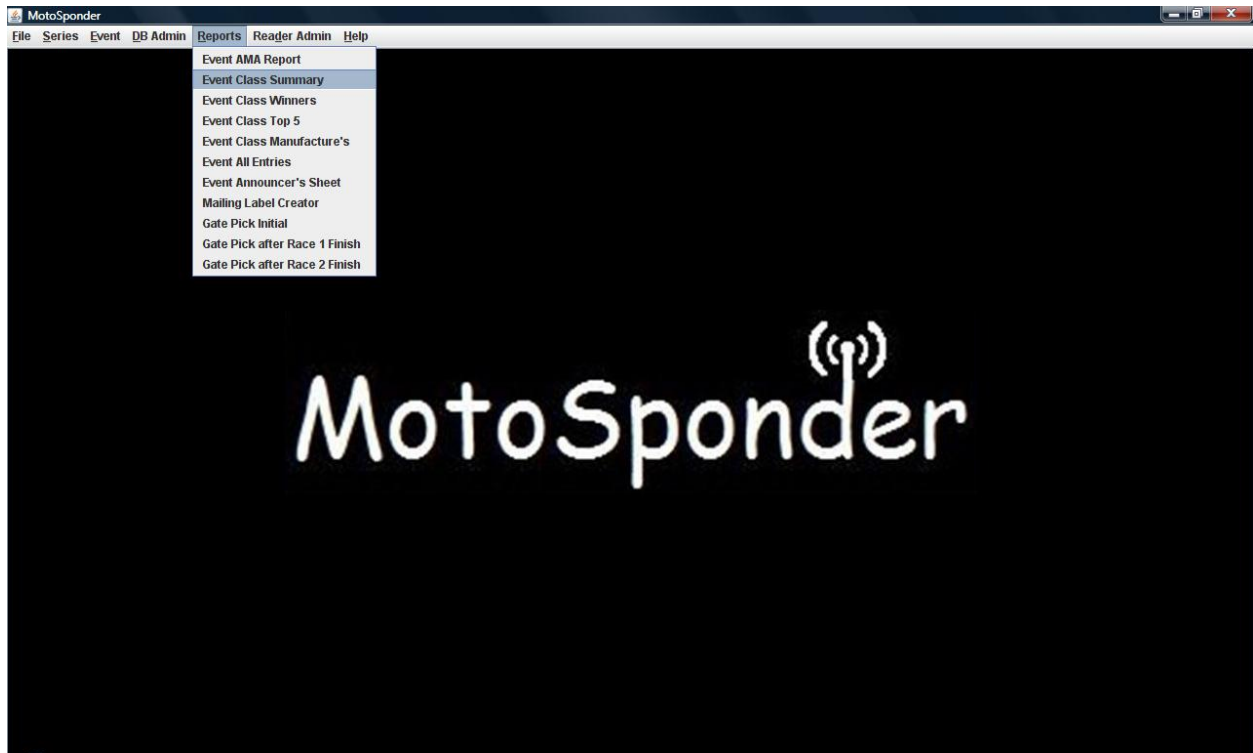 MotoSponder
File Series Event DB Admin Reports Reader Admin Help
Event AMA Report
Event Class Summary
Event Class Winners
Event Class Top 5
Event Class Manufacture's
Event All Entries
Event Announcer's Sheet
Mailing Label Creator
Gate Pick Initial
Gate Pick after Race 1 Finish
Gate Pick after Race 2 Finish
MotoSponder